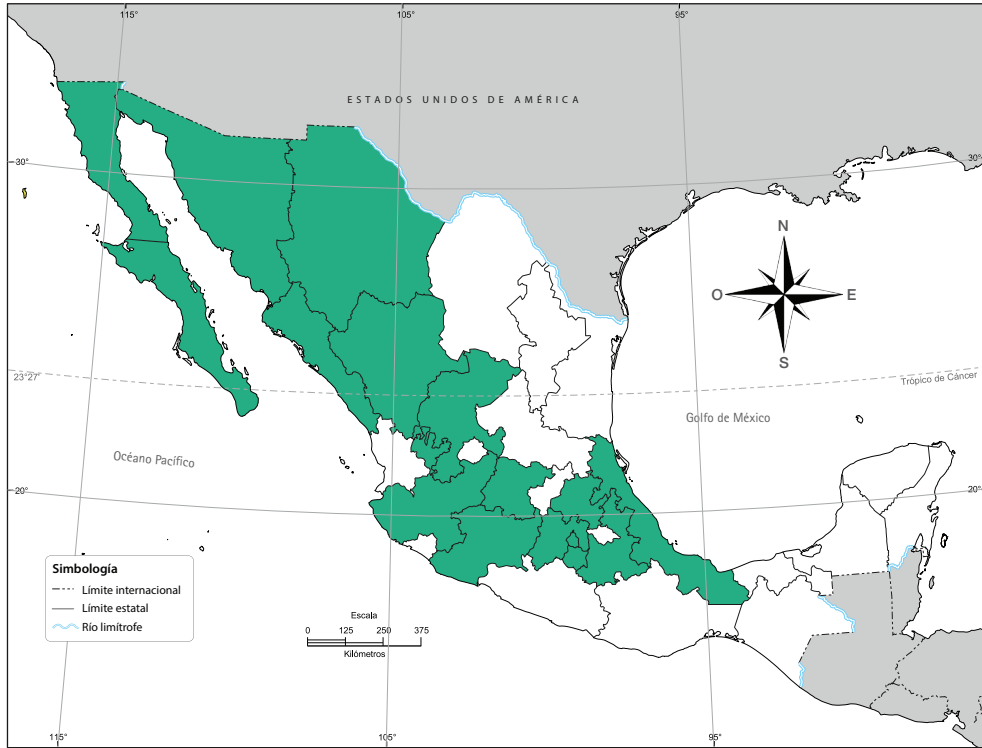 115°
105°
95°
ESTADOS UNIDOS DE AMÉRICA
30°
30°
N
O
E
S
23°27'
Trópico de Cáncer
Golfo de México
Océano Pacífico
20°
20°
Simbología
Límite internacional
Límite estatal
Río limítrofe
Escala
0 125 250 375
Kilómetros
115°
105°
95°